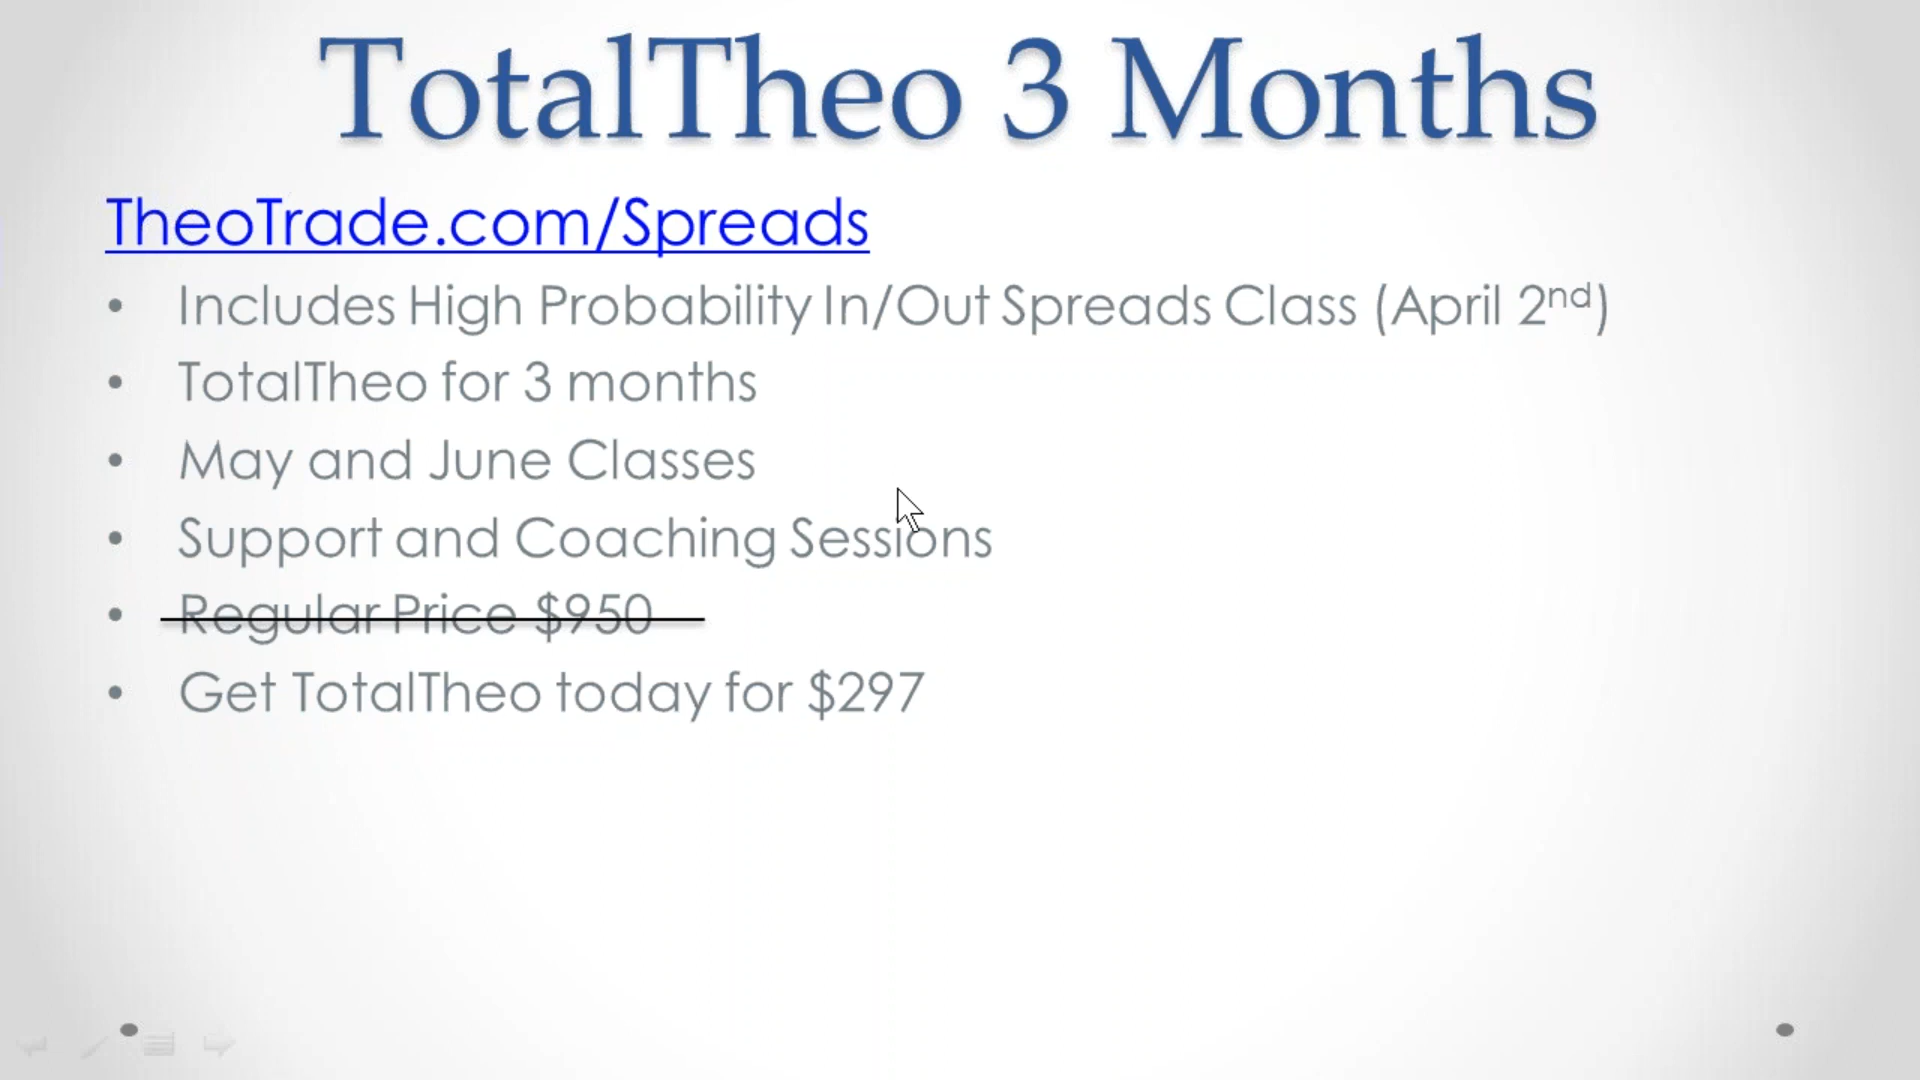 TotalTheo 3 Months
TheoTrade.com/Spreads
• Includes High Probability In/Out Spreads Class (April 2nd)
• TotalTheo for 3 months
• May and June Classes
• Support and Coaching Sessions
• Regular Price $950
• Get TotalTheo today for $297